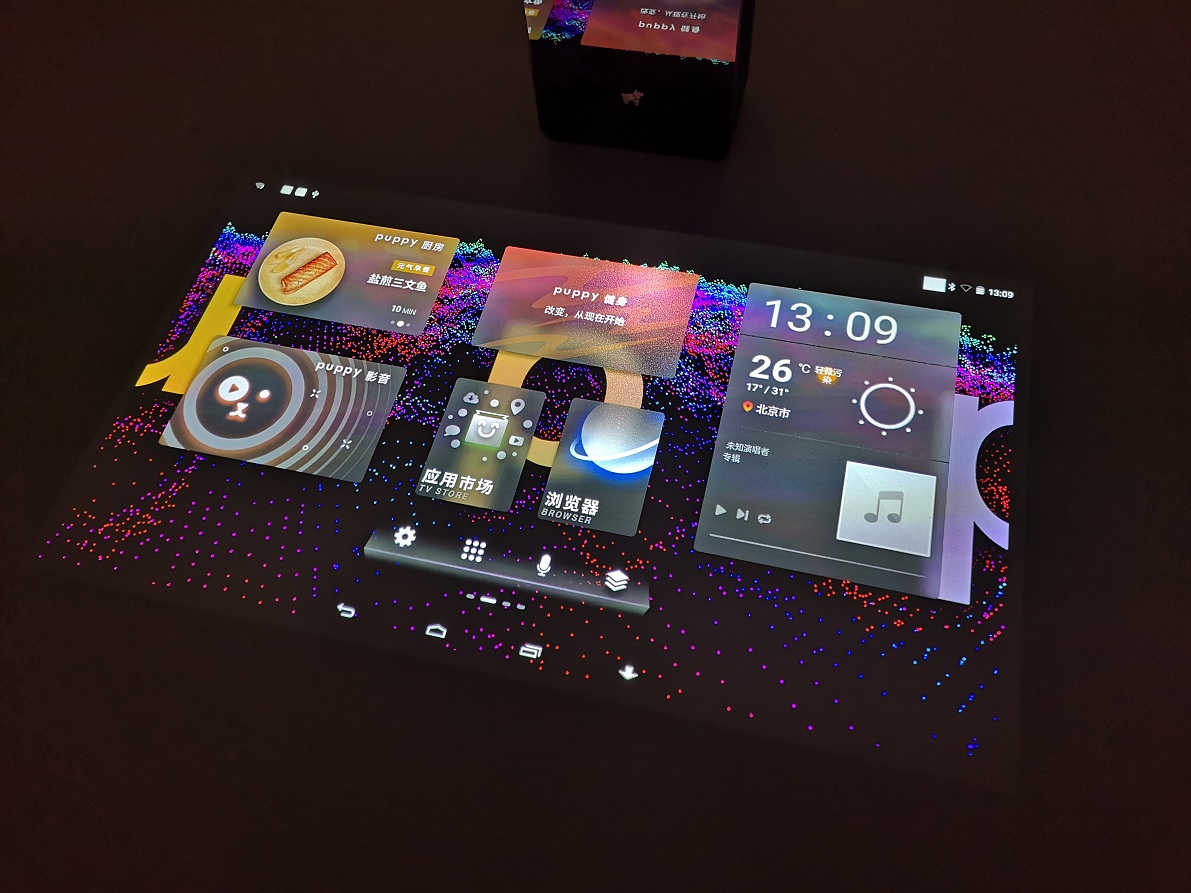 13:09
puppy 厨房
元气早餐
盐煎三文鱼
10 MIN
puppy 健身
改变，从现在开始
13:09
26 °C 轻微污染
17° / 31°
北京市
未知演唱者
专辑
puppy 影音
应用市场
TV STORE
浏览器
BROWSER